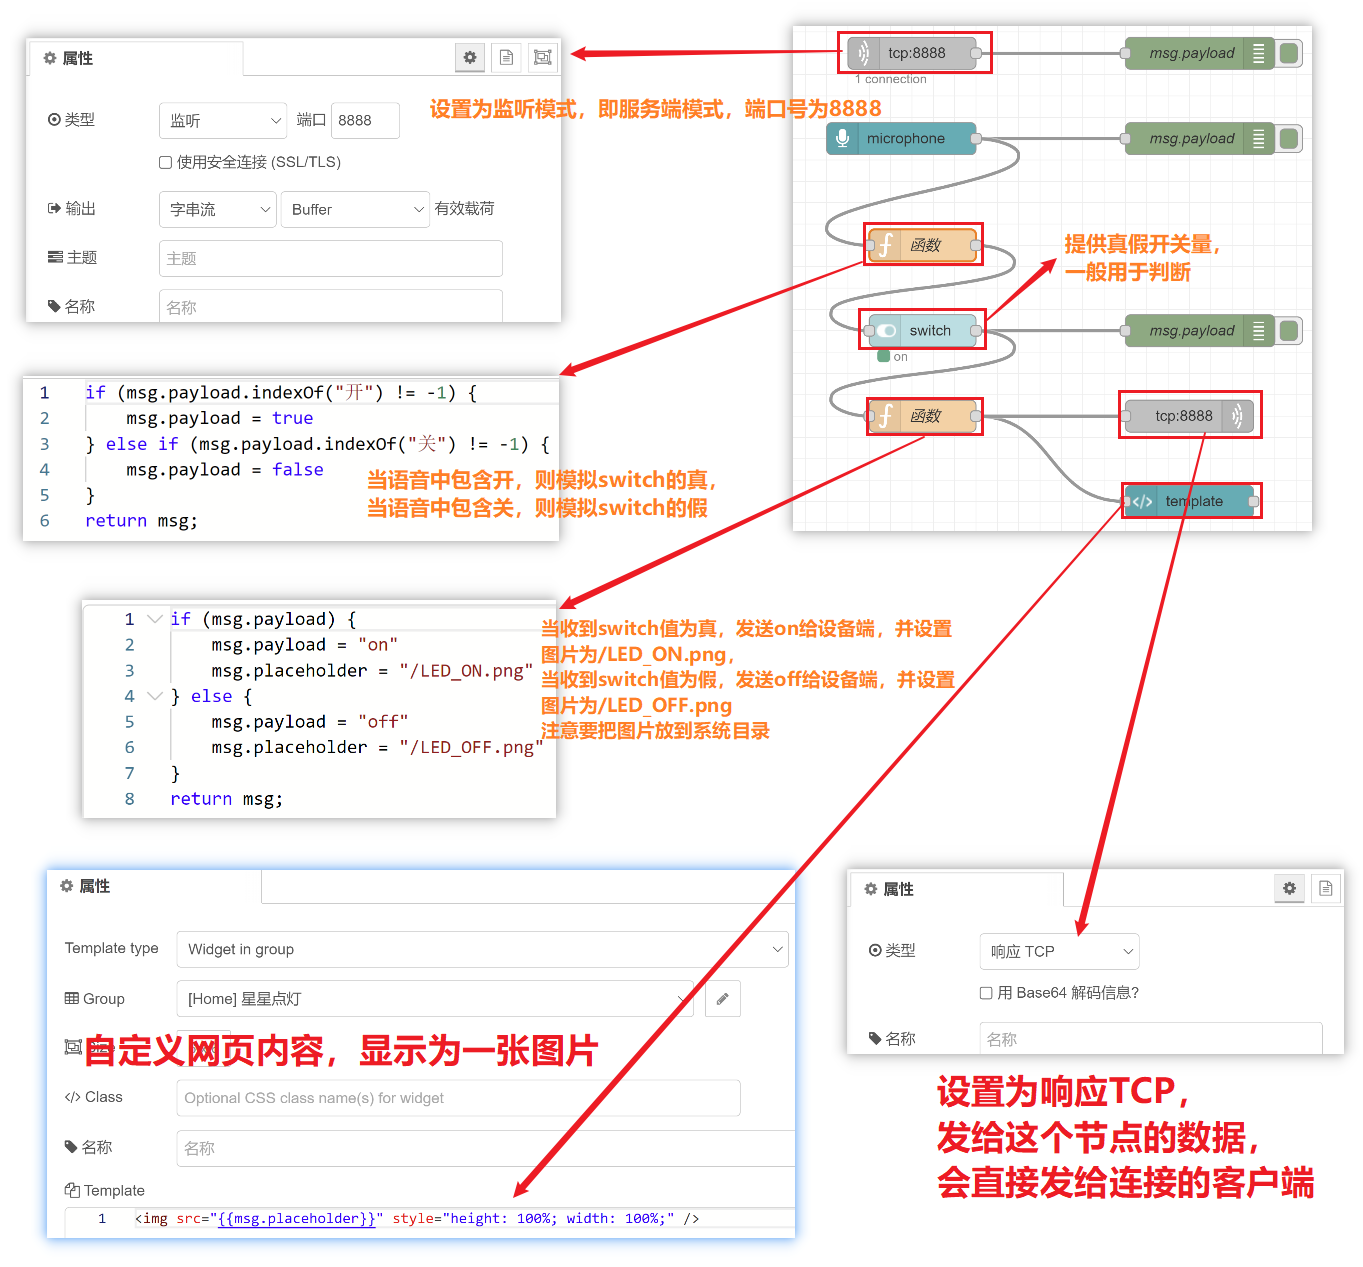 属性
类型
监听
端口
8888
使用安全连接 (SSL/TLS)
输出
字串流
Buffer
有效载荷
主题
主题
名称
名称
设置为监听模式，即服务端模式，端口号为8888
tcp:8888
1 connection
msg.payload
microphone
msg.payload
函数
提供真假开关量，
一般用于判断
switch
on
msg.payload
函数
tcp:8888
template
1 if (msg.payload.indexOf("开") != -1) {
2 msg.payload = true
3 } else if (msg.payload.indexOf("关") != -1) {
4 msg.payload = false
5 }
6 return msg;
当语音中包含开，则模拟switch的真，
当语音中包含关，则模拟switch的假
1 if (msg.payload) {
2 msg.payload = "on"
3 msg.placeholder = "/LED_ON.png"
4 } else {
5 msg.payload = "off"
6 msg.placeholder = "/LED_OFF.png"
7 }
8 return msg;
当收到switch值为真，发送on给设备端，并设置
图片为/LED_ON.png，
当收到switch值为假，发送off给设备端，并设置
图片为/LED_OFF.png
注意要把图片放到系统目录
属性
Template type
Widget in group
Group
[Home] 星星点灯
自定义网页内容，显示为一张图片
</> Class
Optional CSS class name(s) for widget
名称
名称
Template
1 <img src="{{msg.placeholder}}" style="height: 100%; width: 100%;" />
属性
类型
响应 TCP
用 Base64 解码信息?
名称
名称
设置为响应TCP，
发给这个节点的数据，
会直接发给连接的客户端